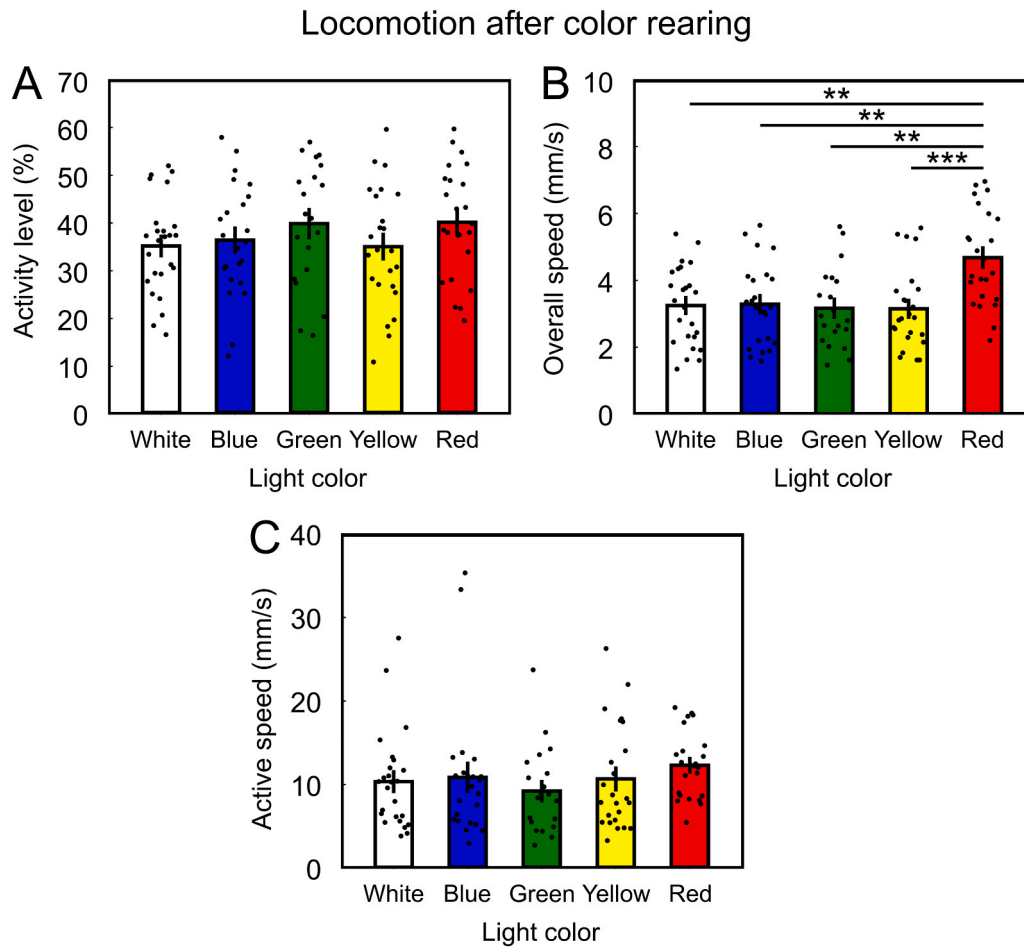 Locomotion after color rearing
A
Activity level (%)
70
60
50
40
30
20
10
0
White Blue Green Yellow Red
Light color
B
Overall speed (mm/s)
10
8
6
4
2
0
**
**
**
***
White Blue Green Yellow Red
Light color
C
Active speed (mm/s)
40
30
20
10
0
White Blue Green Yellow Red
Light color